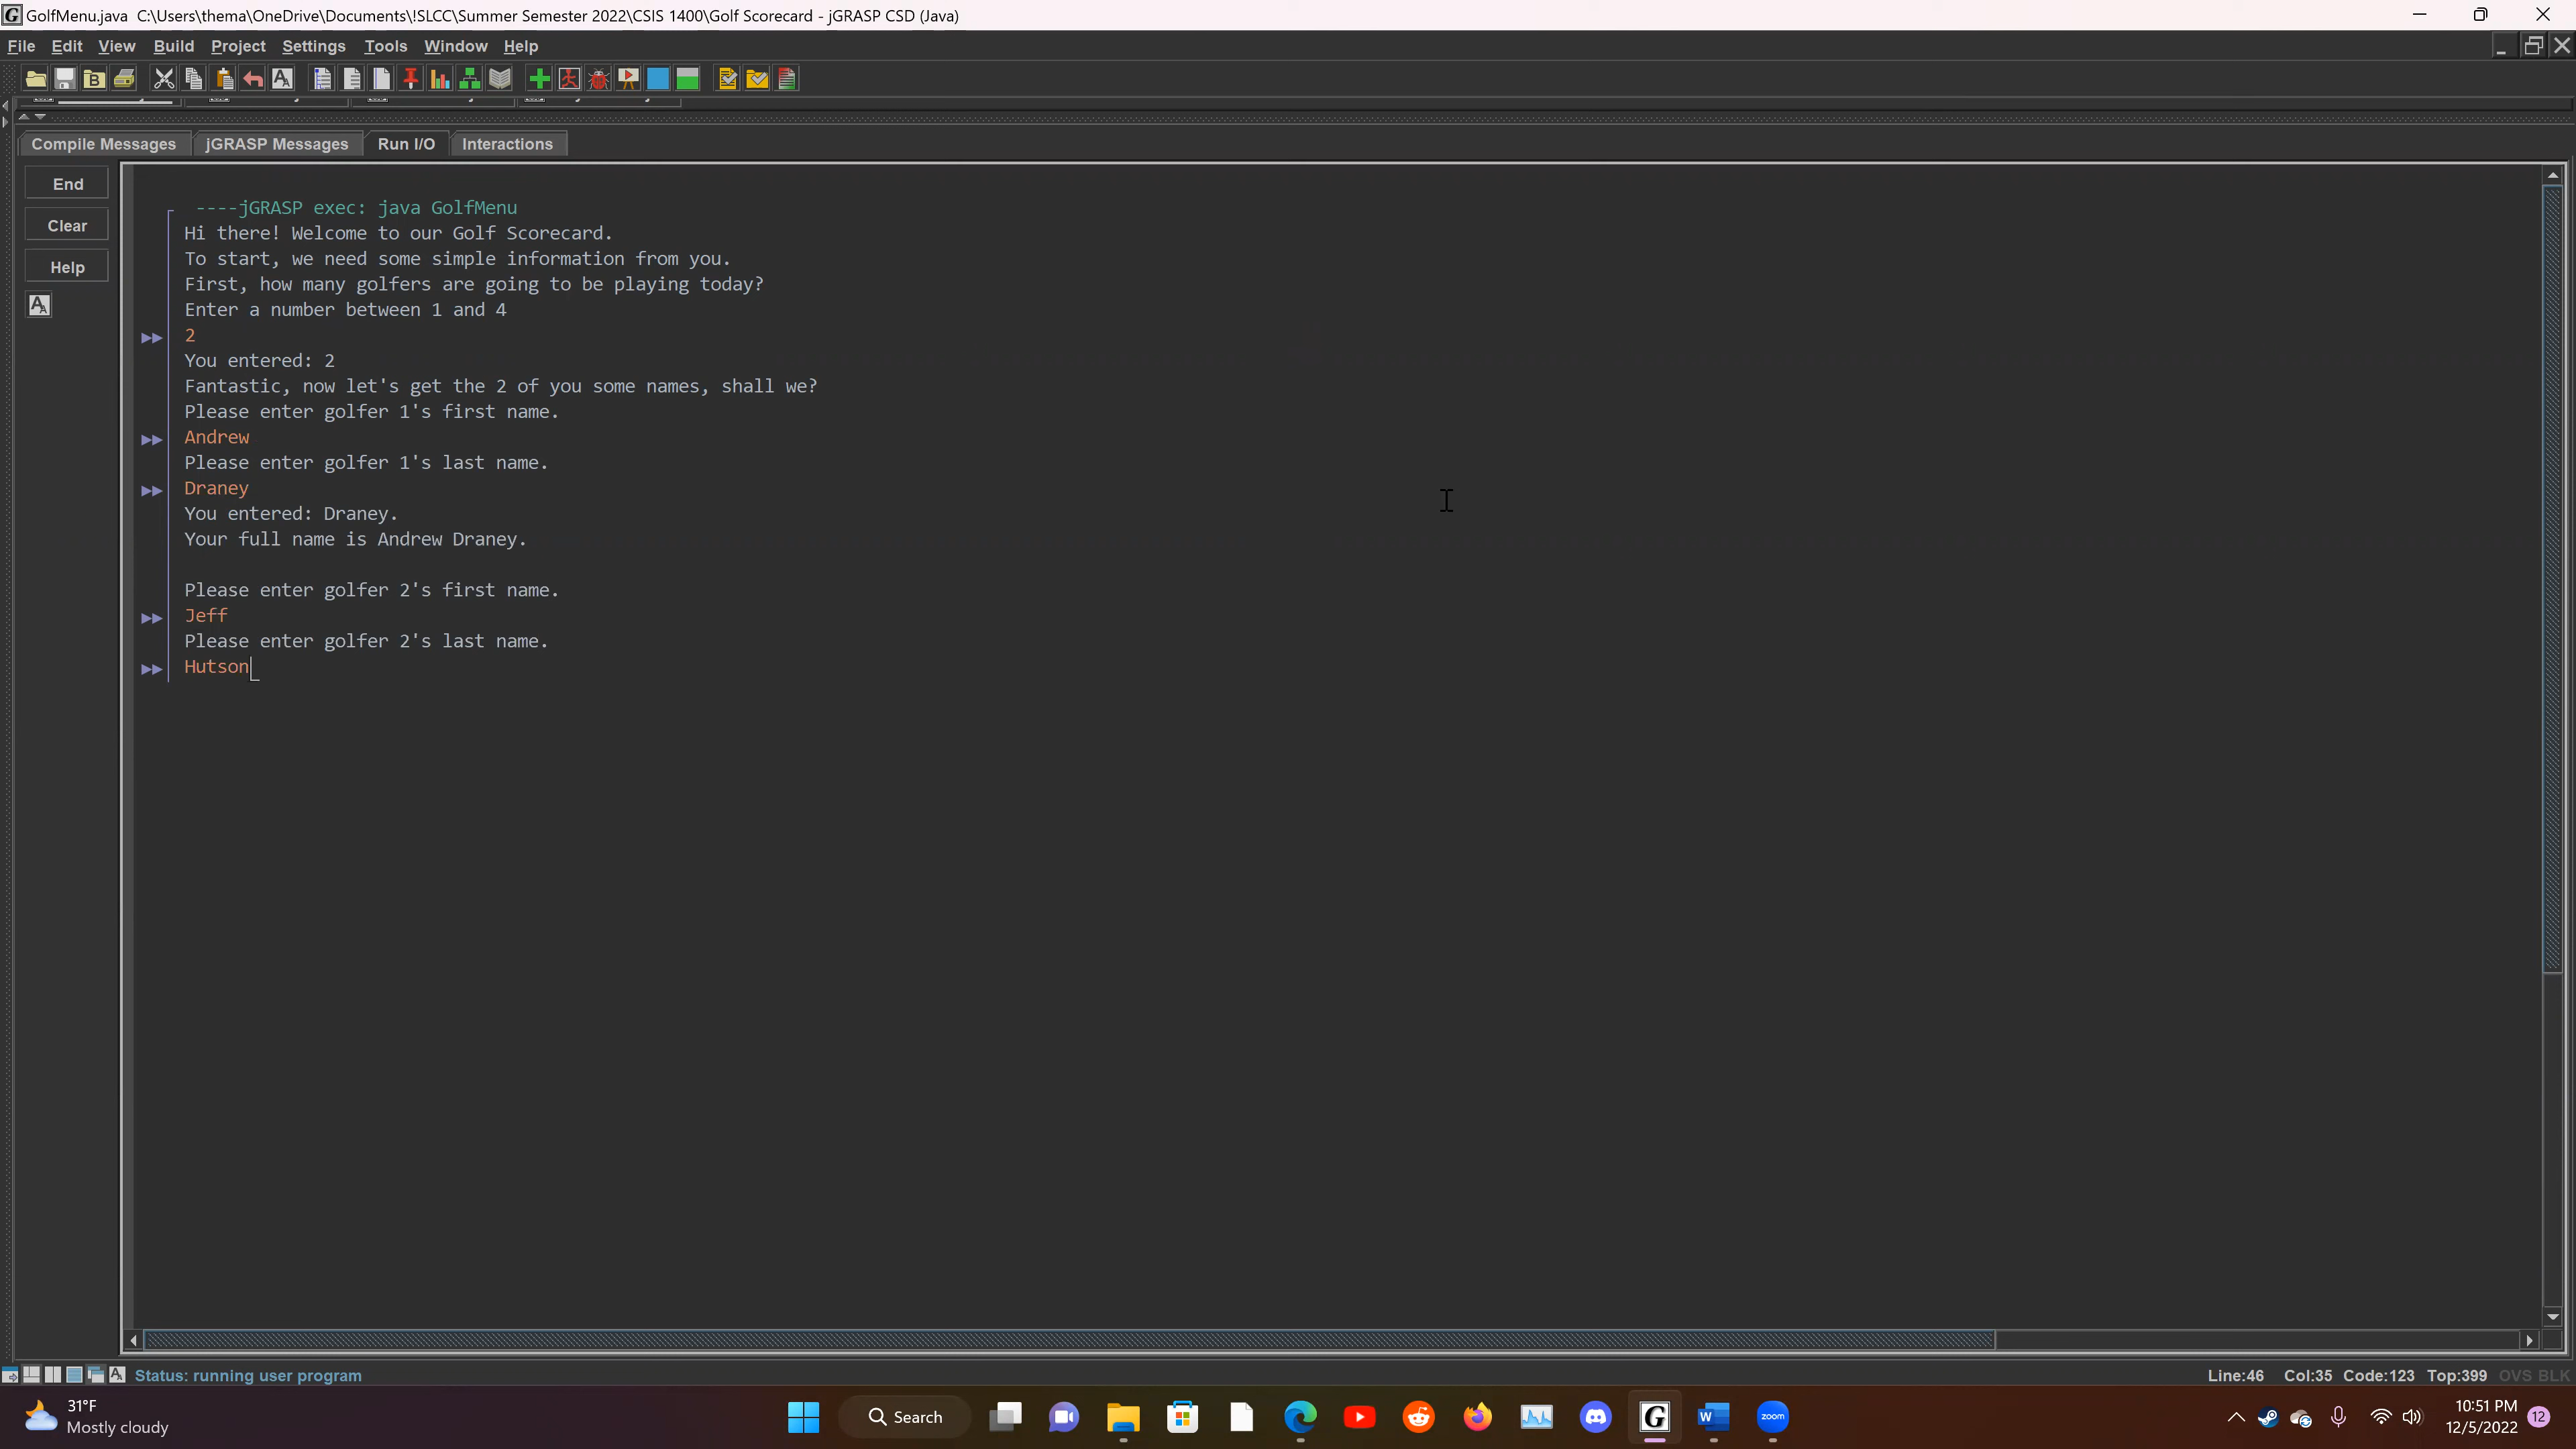 GolfMenu.java C:\Users\thema\OneDrive\Documents\!SLCC\Summer Semester 2022\CSIS 1400\Golf Scorecard - jGRASP CSD (Java)
File Edit View Build Project Settings Tools Window Help
Compile Messages jGRASP Messages Run I/O Interactions
End
Clear
Help
----jGRASP exec: java GolfMenu
Hi there! Welcome to our Golf Scorecard.
To start, we need some simple information from you.
First, how many golfers are going to be playing today?
Enter a number between 1 and 4
2
You entered: 2
Fantastic, now let's get the 2 of you some names, shall we?
Please enter golfer 1's first name.
Andrew
Please enter golfer 1's last name.
Draney
You entered: Draney.
Your full name is Andrew Draney.
Please enter golfer 2's first name.
Jeff
Please enter golfer 2's last name.
Hutson
Status: running user program
Line:46 Col:35 Code:123 Top:399 OVS BLK
31°F
Mostly cloudy
Search
zoom
10:51 PM
12/5/2022
12